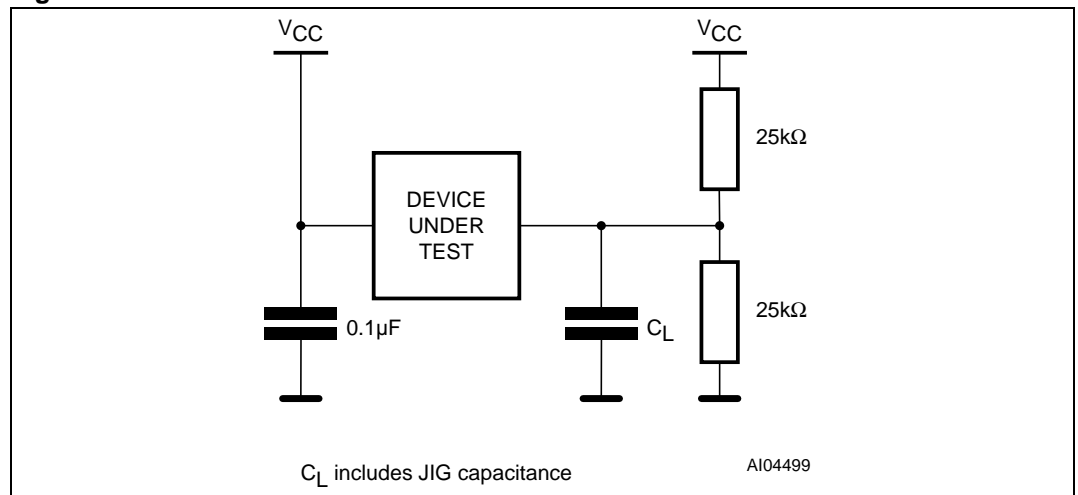 VCC
VCC
25kΩ
DEVICE
UNDER
TEST
25kΩ
0.1µF
CL
CL includes JIG capacitance
AI04499